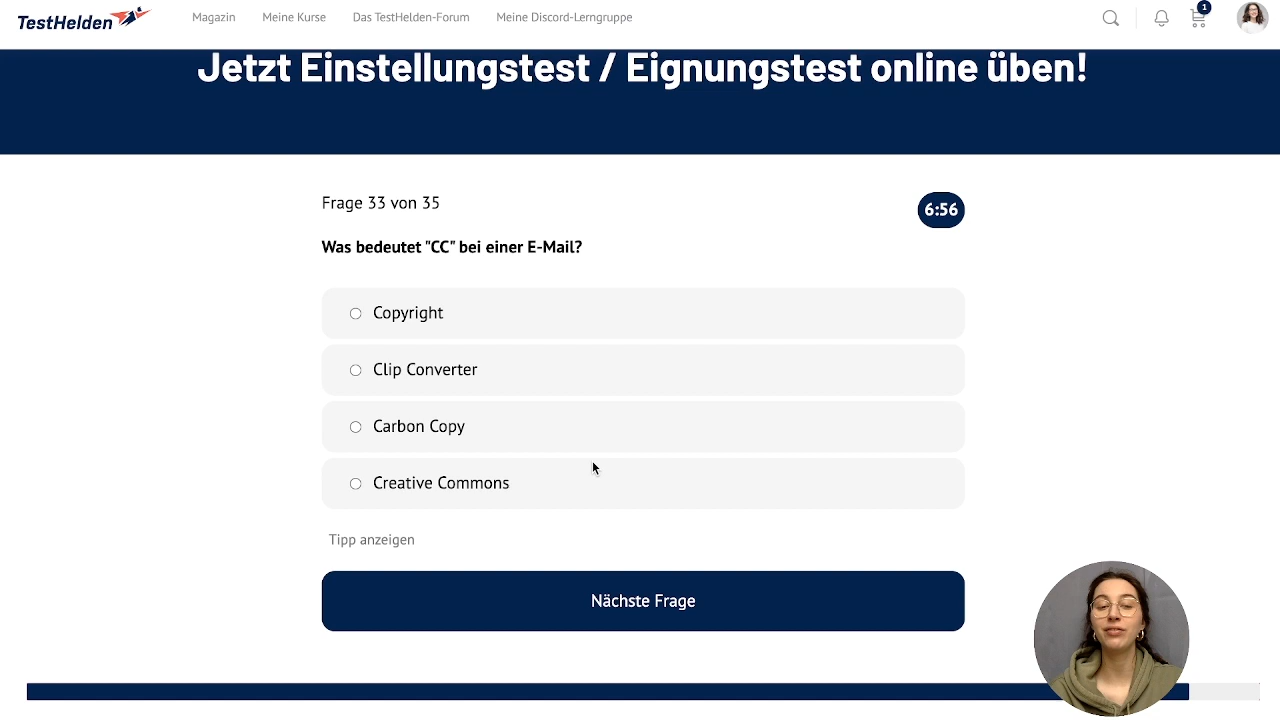 TestHelden
Magazin
Meine Kurse
Das TestHelden-Forum
Meine Discord-Lerngruppe
1
Jetzt Einstellungstest / Eignungstest online üben!
Frage 33 von 35
6:56
Was bedeutet "CC" bei einer E-Mail?
Copyright
Clip Converter
Carbon Copy
Creative Commons
Tipp anzeigen
Nächste Frage